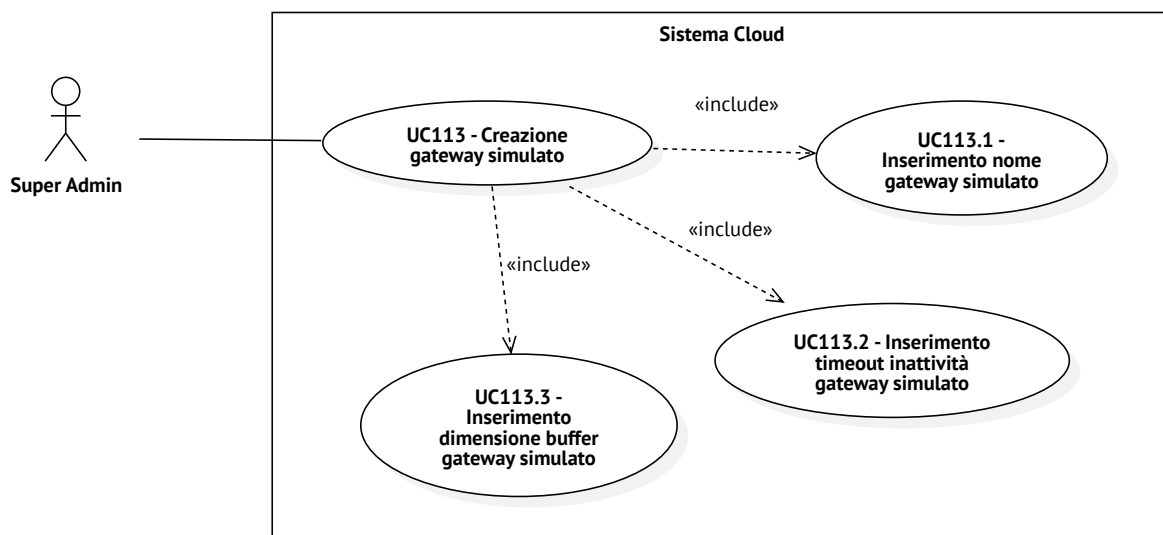 Sistema Cloud
Super Admin
UC113 - Creazione
gateway simulato
«include»
UC113.1 -
Inserimento nome
gateway simulato
«include»
UC113.2 - Inserimento
timeout inattività
gateway simulato
«include»
UC113.3 -
Inserimento
dimensione buffer
gateway simulato